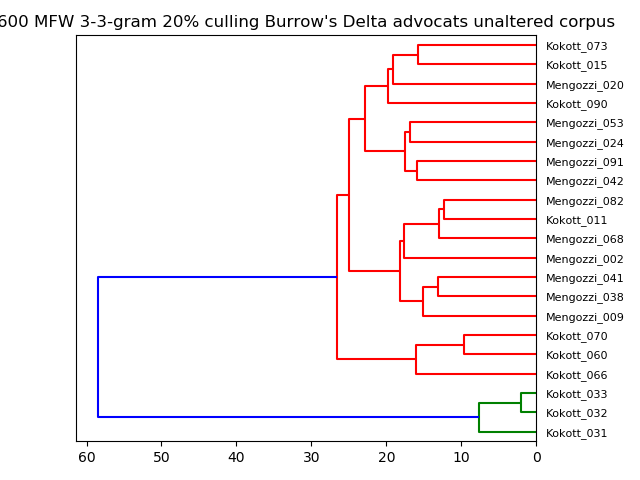 600 MFW 3-3-gram 20% culling Burrow's Delta advocats unaltered corpus
Kokott_073
Kokott_015
Mengozzi_020
Kokott_090
Mengozzi_053
Mengozzi_024
Mengozzi_091
Mengozzi_042
Mengozzi_082
Kokott_011
Mengozzi_068
Mengozzi_002
Mengozzi_041
Mengozzi_038
Mengozzi_009
Kokott_070
Kokott_060
Kokott_066
Kokott_033
Kokott_032
Kokott_031
60 50 40 30 20 10 0